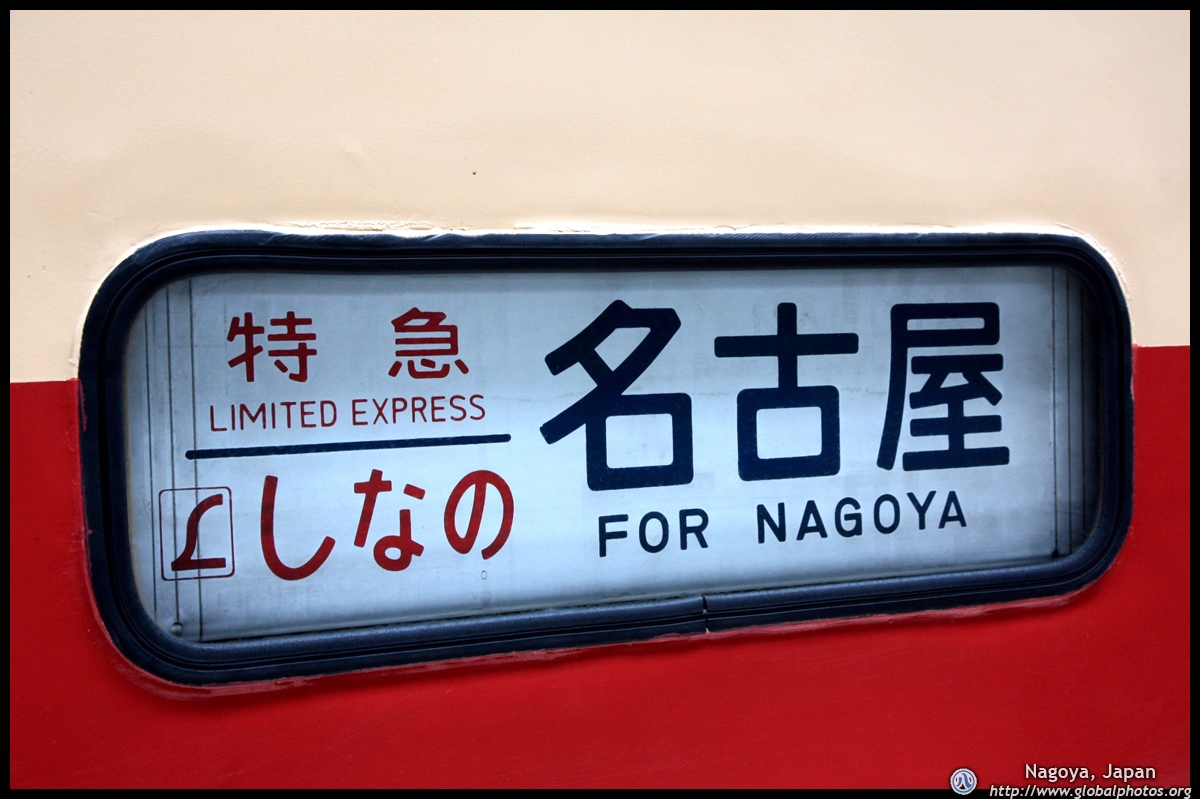 特急
LIMITED EXPRESS
L しなの
名古屋
FOR NAGOYA
Nagoya, Japan
http://www.globalphotos.org